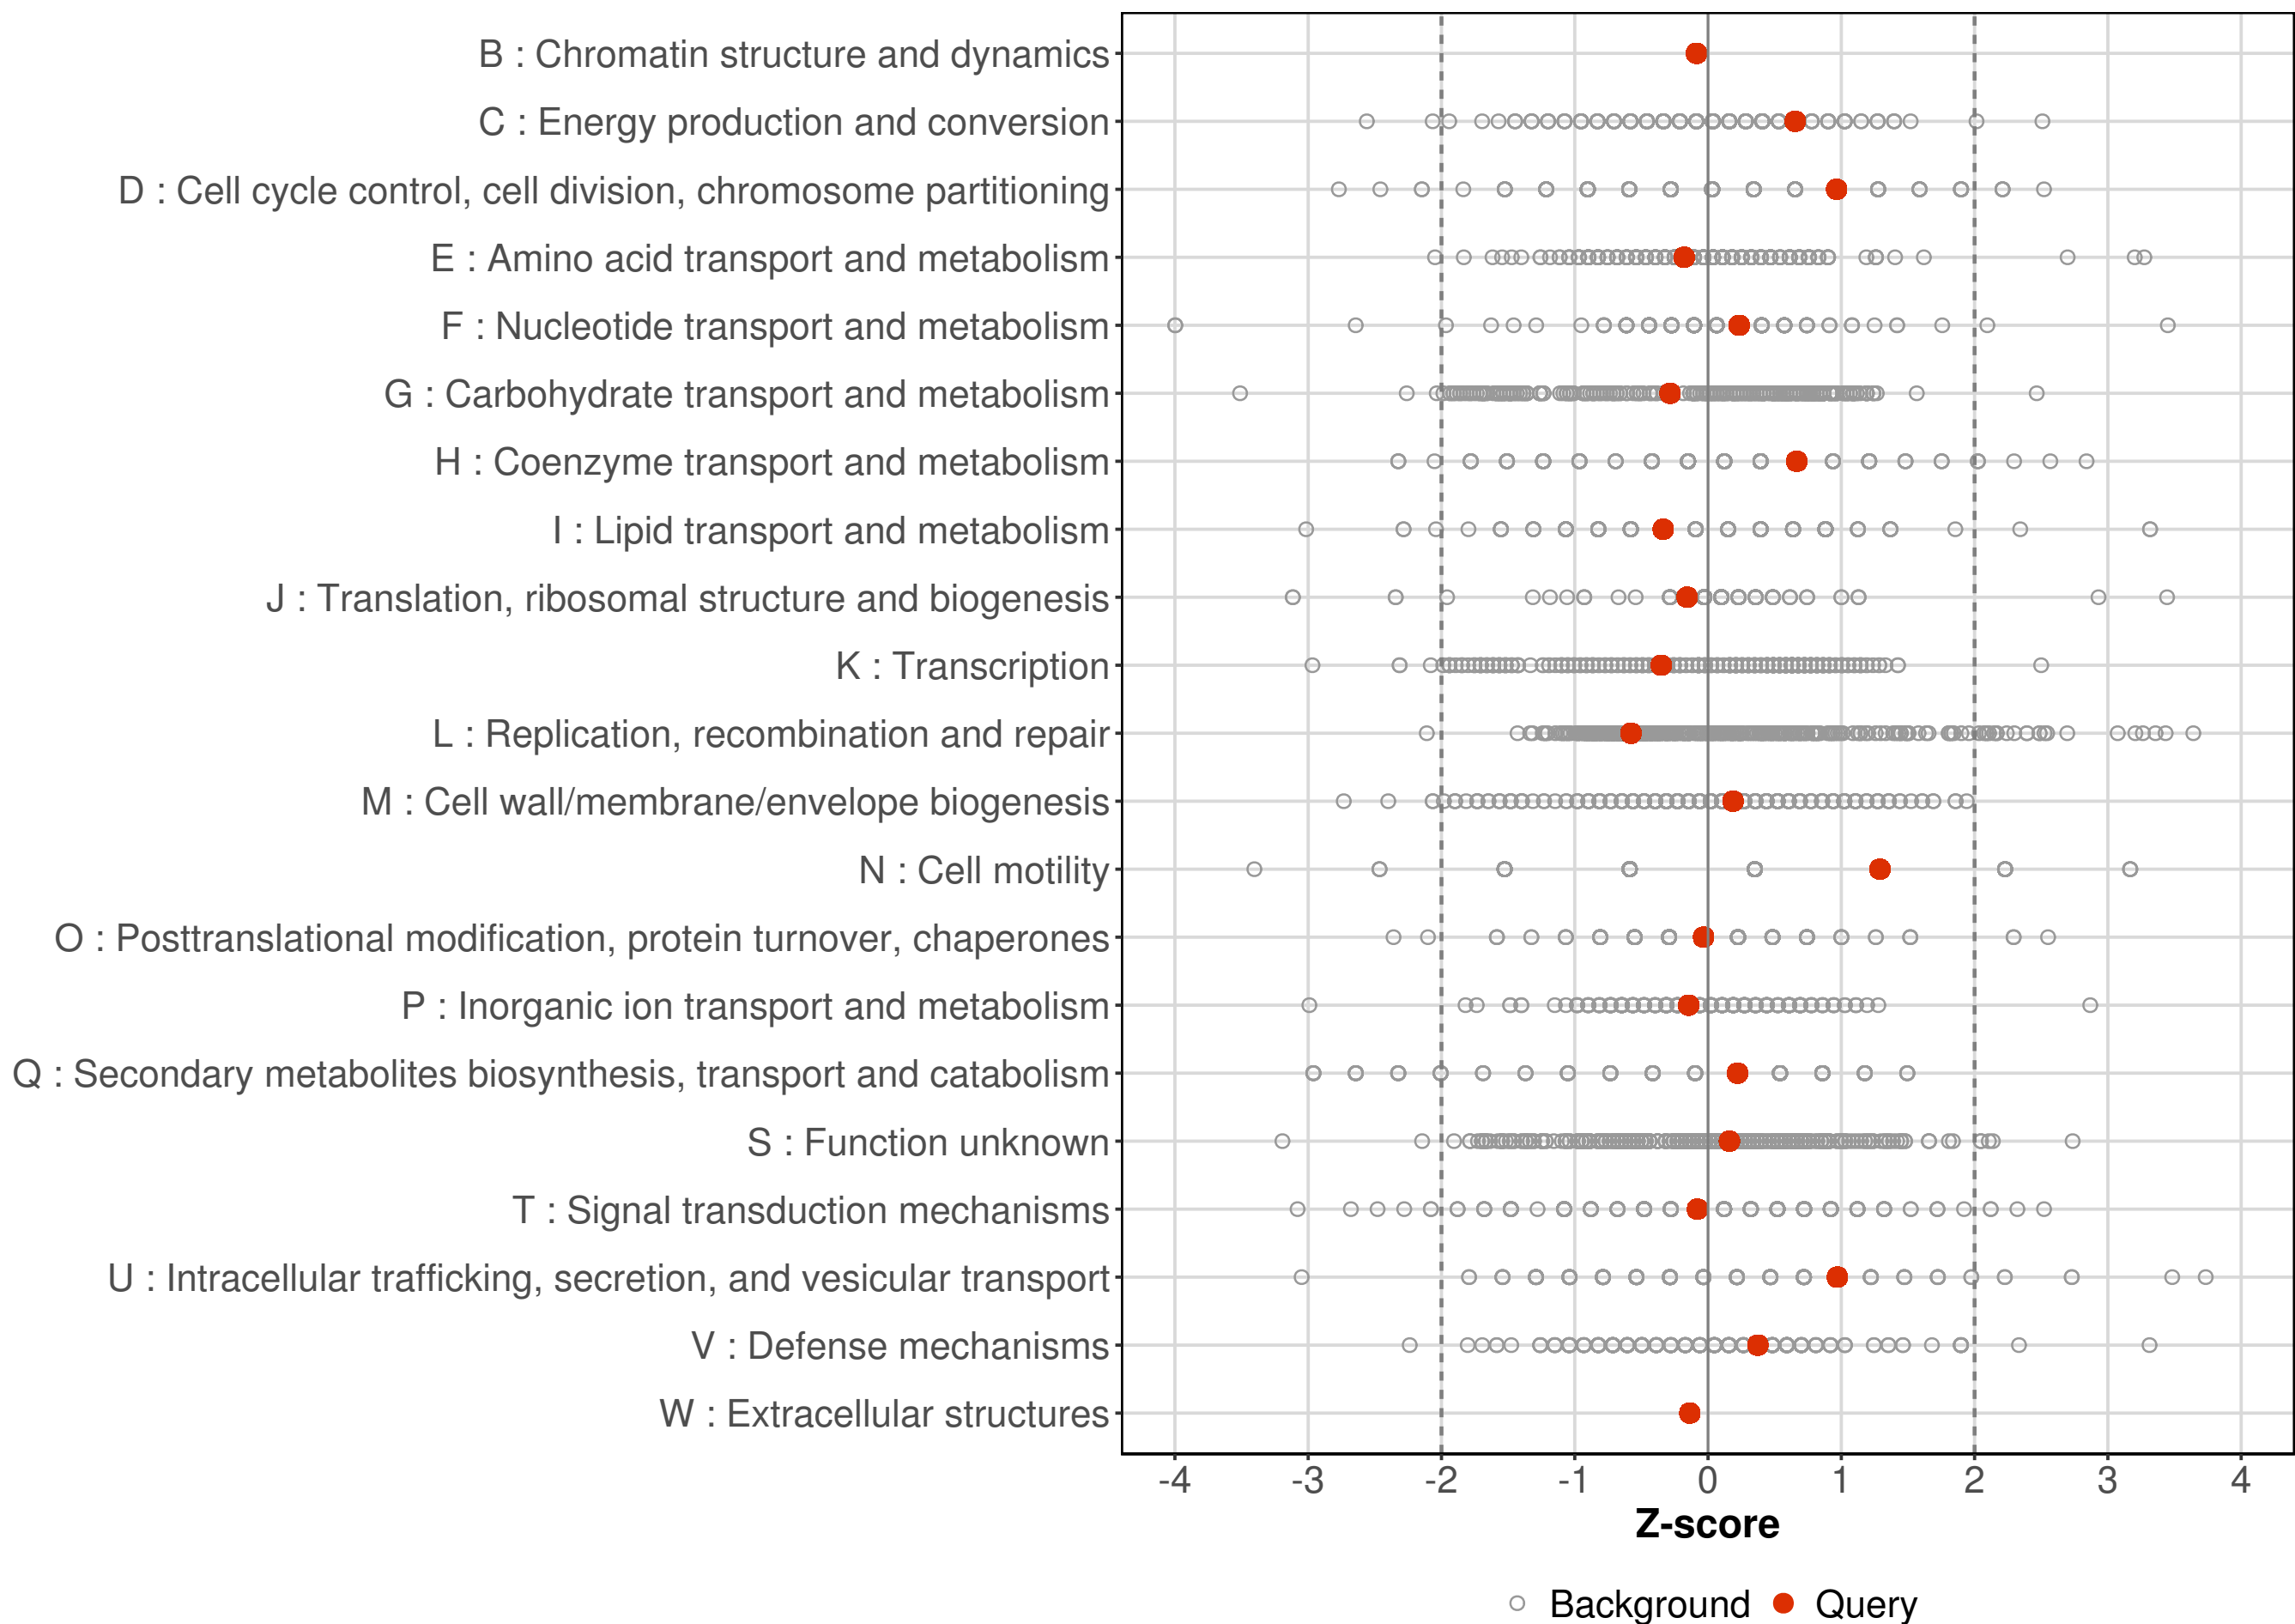 B : Chromatin structure and dynamics
C : Energy production and conversion
D : Cell cycle control, cell division, chromosome partitioning
E : Amino acid transport and metabolism
F : Nucleotide transport and metabolism
G : Carbohydrate transport and metabolism
H : Coenzyme transport and metabolism
I : Lipid transport and metabolism
J : Translation, ribosomal structure and biogenesis
K : Transcription
L : Replication, recombination and repair
M : Cell wall/membrane/envelope biogenesis
N : Cell motility
O : Posttranslational modification, protein turnover, chaperones
P : Inorganic ion transport and metabolism
Q : Secondary metabolites biosynthesis, transport and catabolism
S : Function unknown
T : Signal transduction mechanisms
U : Intracellular trafficking, secretion, and vesicular transport
V : Defense mechanisms
W : Extracellular structures
-4 -3 -2 -1 0 1 2 3 4
Z-score
Background Query